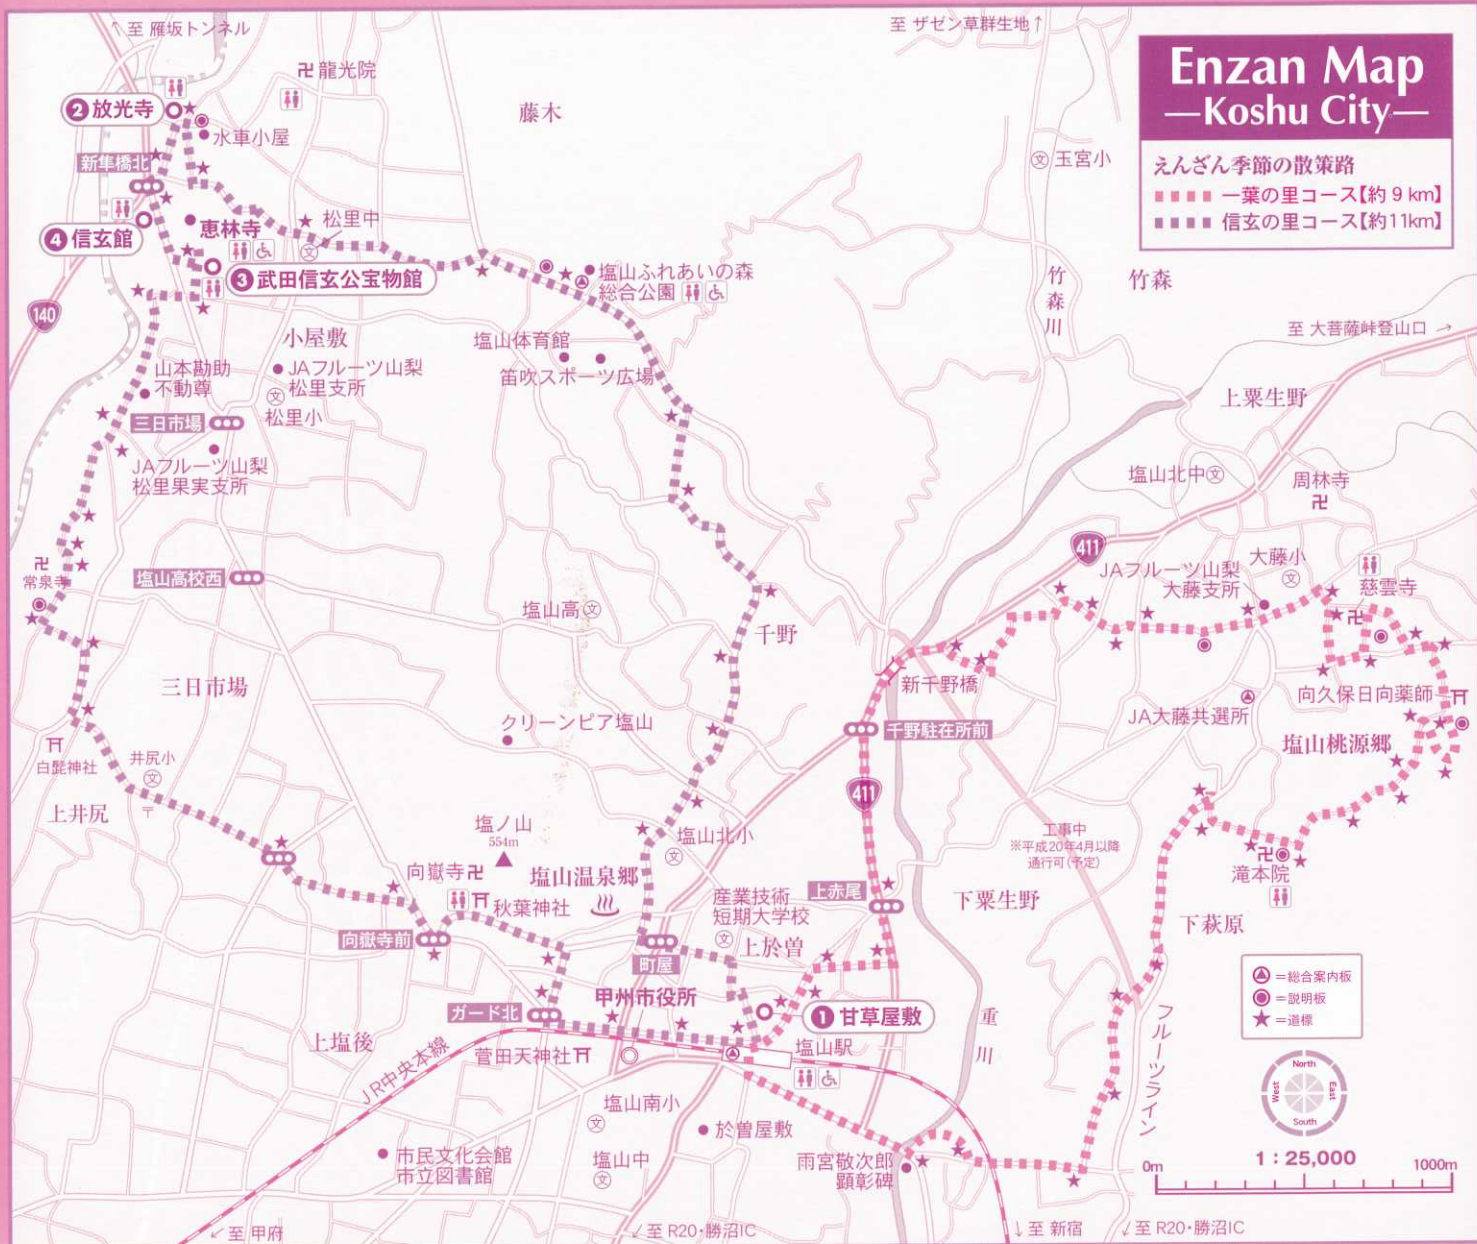 至 雁坂トンネル
至 ザゼン草群生地
Enzan Map
—Koshu City—
えんざん季節の散策路
一葉の里コース【約9km】
信玄の里コース【約11km】
卍龍光院
藤木
②放光寺
水車小屋
新隼橋北
文 玉宮小
恵林寺
松里中
文
④信玄館
③武田信玄公宝物館
塩山ふれあいの森
総合公園
竹森川
竹森
140
至 大菩薩峠登山口
小屋敷
塩山体育館
笛吹スポーツ広場
山本勘助
不動尊
JAフルーツ山梨
松里支所
文
松里小
三日市場
上粟生野
JAフルーツ山梨
松里果実支所
塩山北中文
周林寺
卍
411
大藤小
文
JAフルーツ山梨
大藤支所
慈雲寺
卍
卍
常泉寺
塩山高校西
塩山高文
千野
三日市場
新千野橋
向久保日向薬師
JA大藤共選所
クリーンピア塩山
千野駐在所前
塩山桃源郷
白髭神社
井尻小
文
〒
411
上井尻
塩ノ山
554m
塩山北小
文
工事中
※平成20年4月以降
通行可(予定)
卍
滝本院
向嶽寺卍
塩山温泉郷
秋葉神社
産業技術
短期大学校
文
上赤尾
下粟生野
下萩原
向嶽寺前
町屋
上於曽
=総合案内板
=説明板
★=道標
甲州市役所
ガード北
①甘草屋敷
重川
フルーツライン
上塩後
JR中央本線
菅田天神社
塩山駅
North
West
East
South
塩山南小
文
於曽屋敷
市民文化会館
市立図書館
塩山中
文
雨宮敬次郎
顕彰碑
0m
1:25,000
1000m
至 甲府
至 R20・勝沼IC
至 新宿
至 R20・勝沼IC